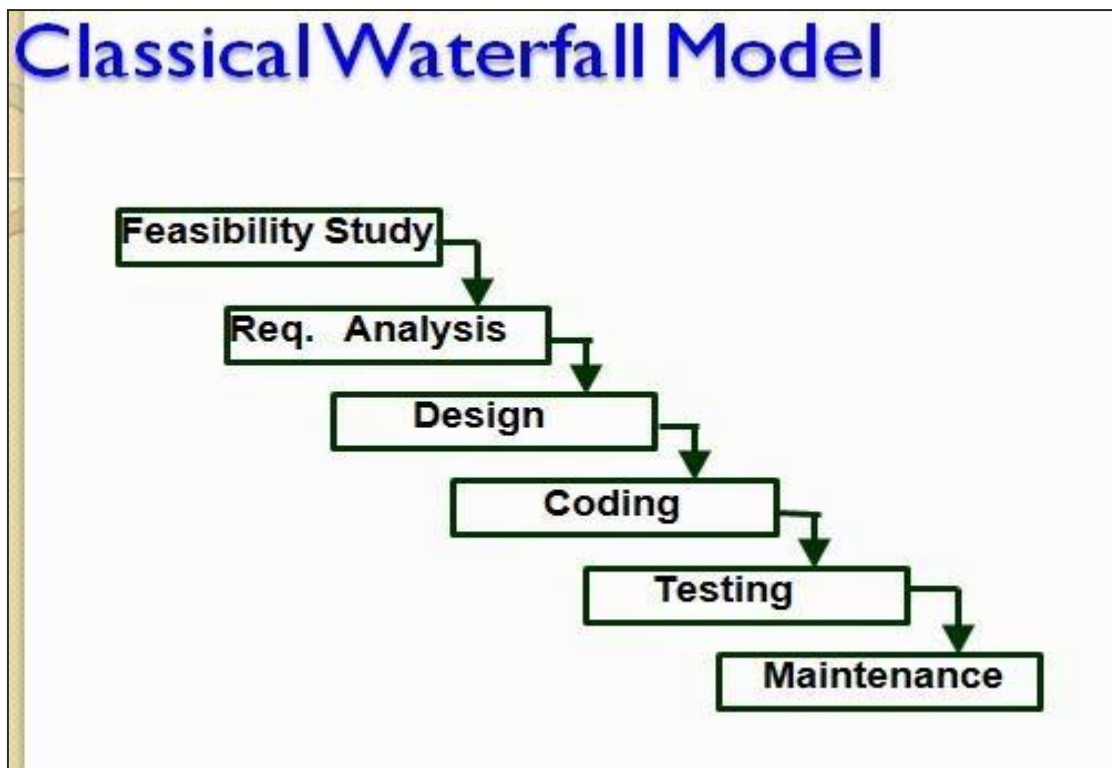 Classical Waterfall Model
Feasibility Study
Req. Analysis
Design
Coding
Testing
Maintenance